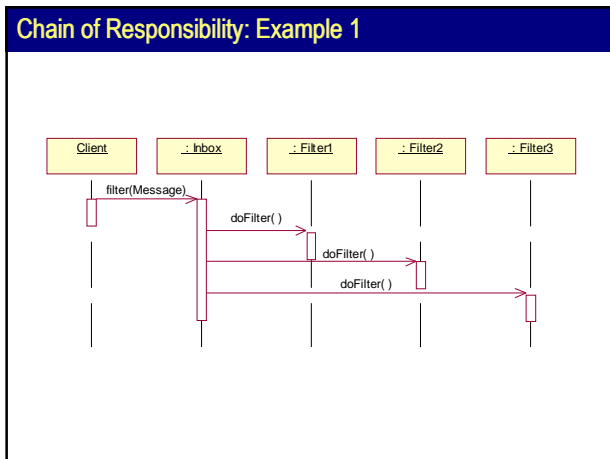 Chain of Responsibility: Example 1
Client : Inbox : Filter1 : Filter2 : Filter3
filter(Message)
doFilter( )
doFilter( )
doFilter( )